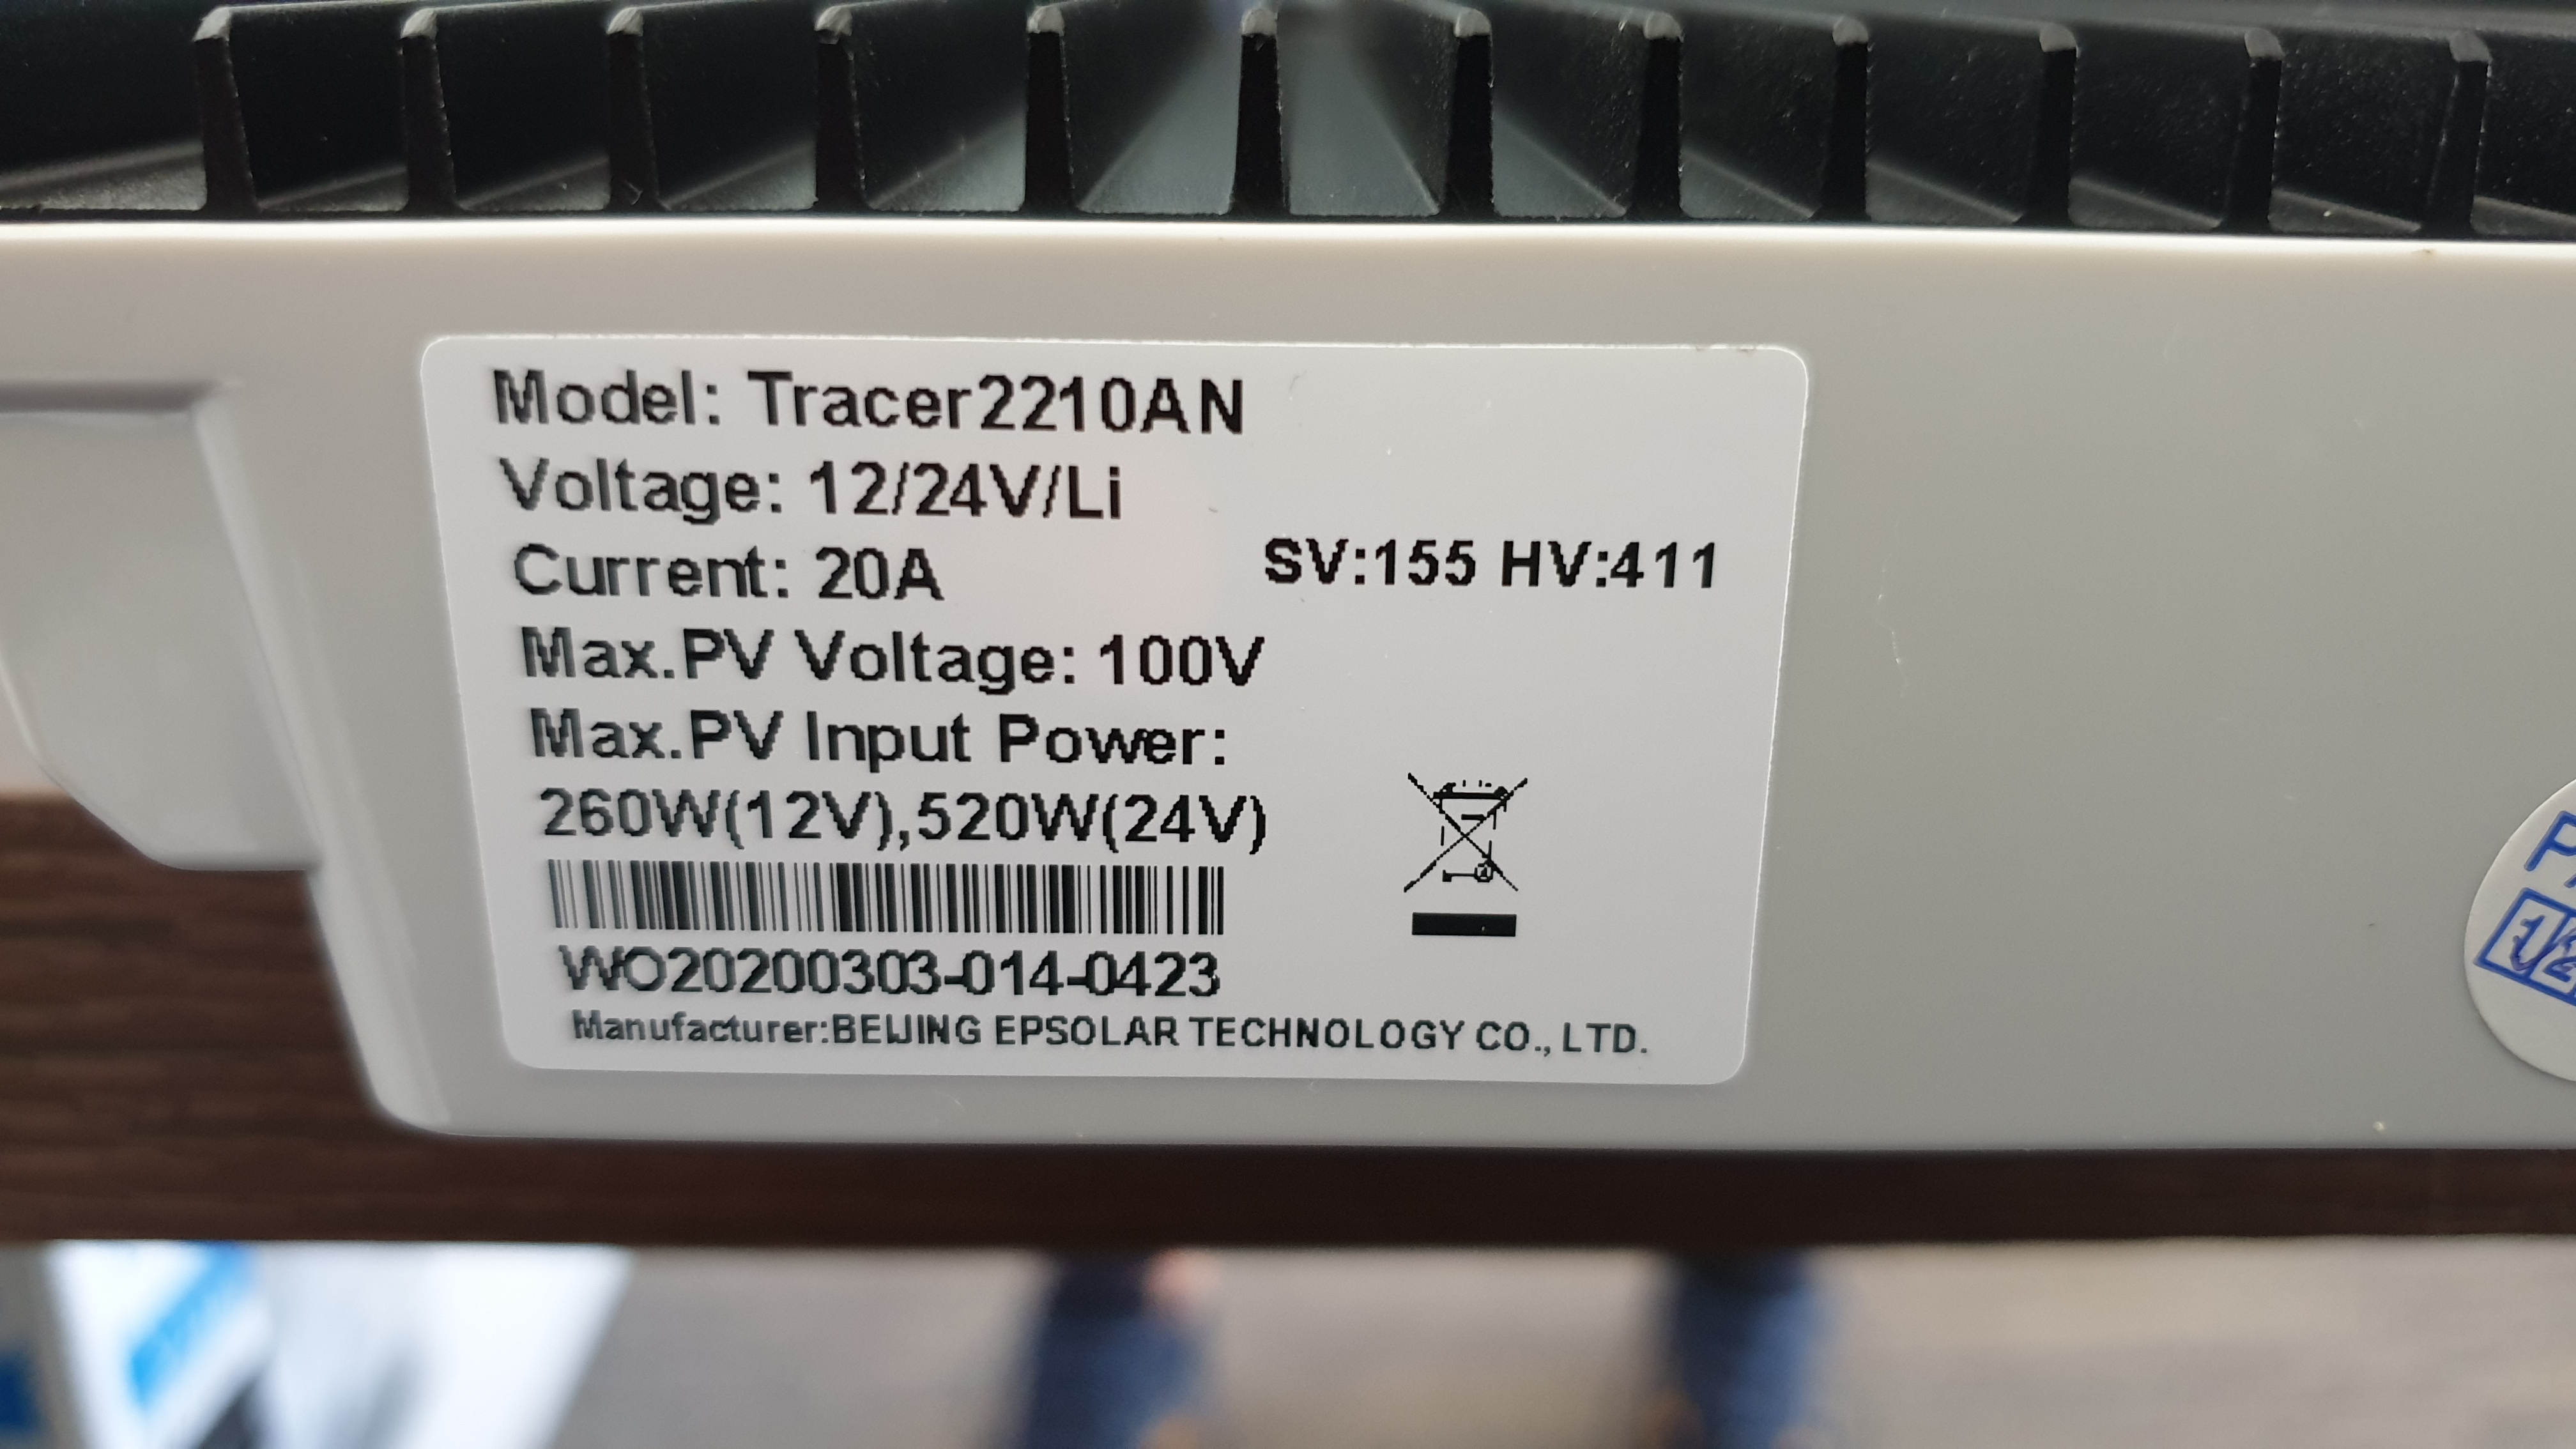 Model: Tracer2210AN
Voltage: 12/24V/Li
Current: 20A
SV:155 HV:411
Max.PV Voltage: 100V
Max.PV Input Power:
260W(12V),520W(24V)
WO20200303-014-0423
Manufacturer:BEIJING EPSOLAR TECHNOLOGY CO., LTD.